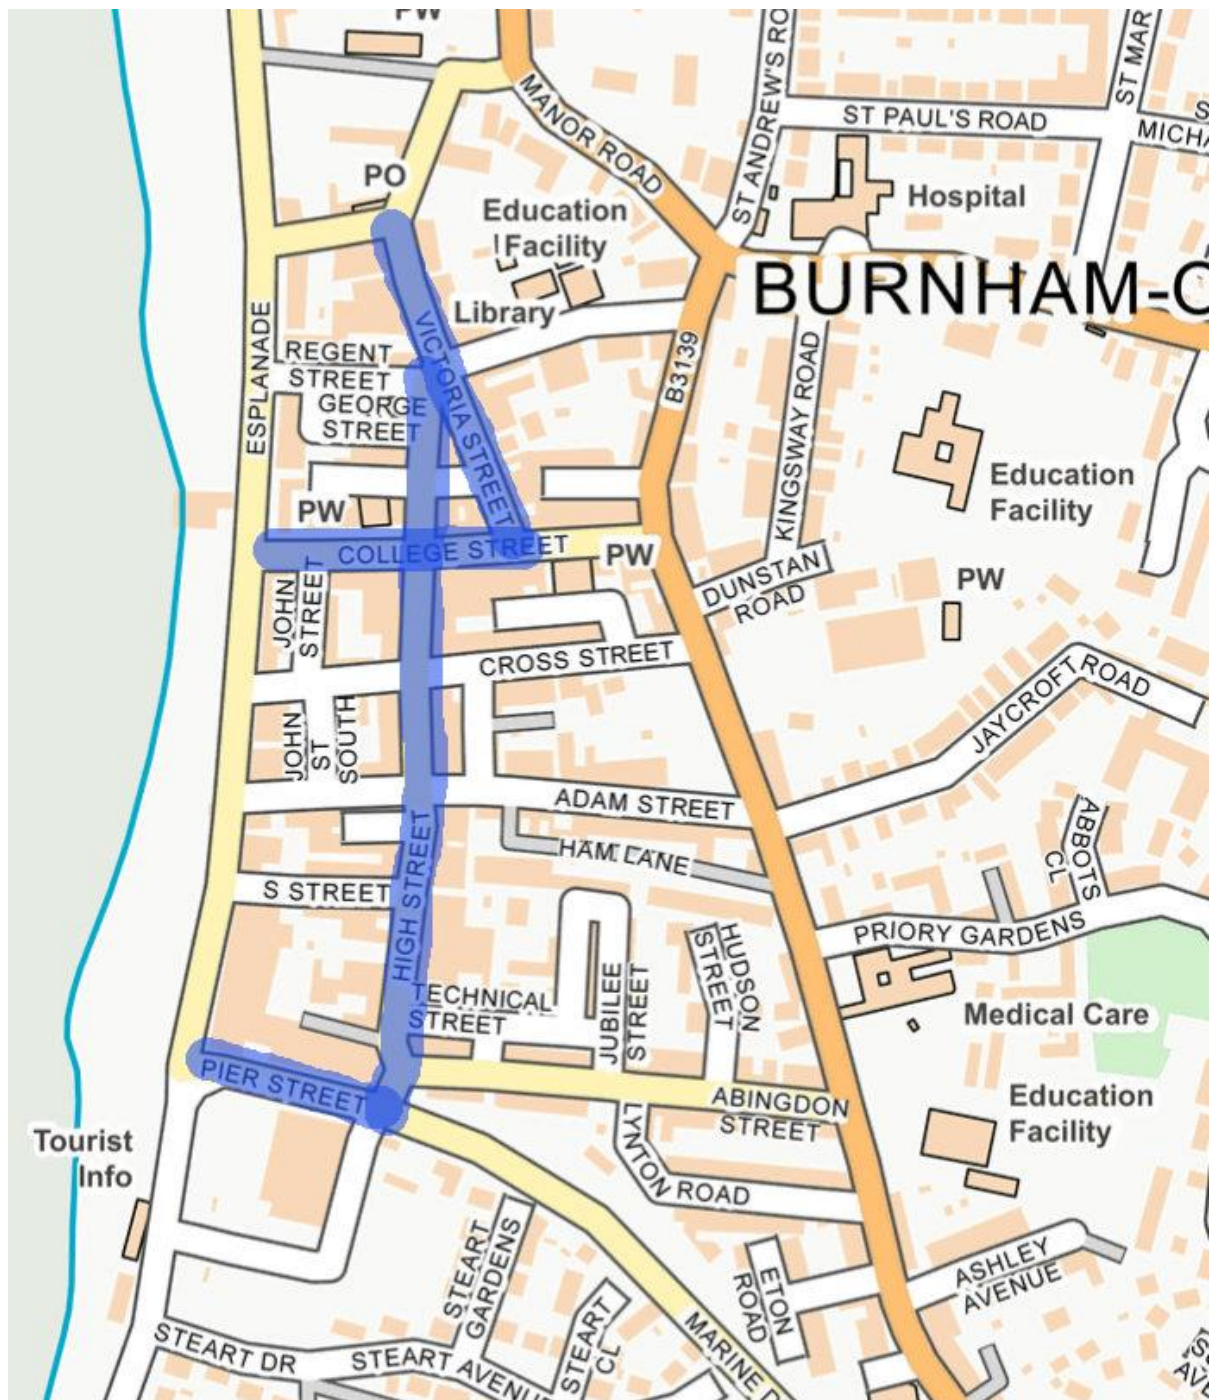 PW
MANOR ROAD
ST ANDREW'S RO
ST PAUL'S ROAD
ST MAR
MICHA
PO
Education
Facility
Hospital
Library
BURNHAM-
ESPLANADE
REGENT
STREET
GEORGE
STREET
VICTORIA STREET
B3139
KINGSWAY ROAD
Education
Facility
PW
COLLEGE STREET
PW
DUNSTAN
ROAD
PW
JOHN
STREET
CROSS STREET
JAYCROFT ROAD
JOHN
ST
SOUTH
ADAM STREET
HAM LANE
ABBOTS
CL
S STREET
HIGH STREET
PRIORY GARDENS
HUDSON
STREET
TECHNICAL
STREET
JUBILEE
STREET
Medical Care
PIER STREET
ABINGDON
STREET
Education
Facility
Tourist
Info
LYNTON ROAD
STEART
GARDENS
ETON
ROAD
ASHLEY
AVENUE
STEART DR
STEART AVENUE
STEART
CL
MARINE D